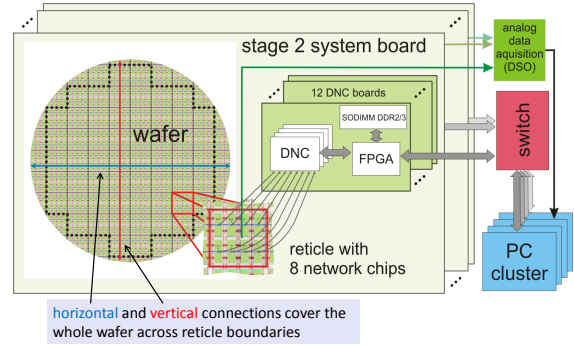 stage 2 system board
analog
data
aquisition
(DSO)
12 DNC boards
SODIMM DDR2/3
DNC
FPGA
switch
wafer
reticle with
8 network chips
PC
cluster
horizontal and vertical connections cover the
whole wafer across reticle boundaries